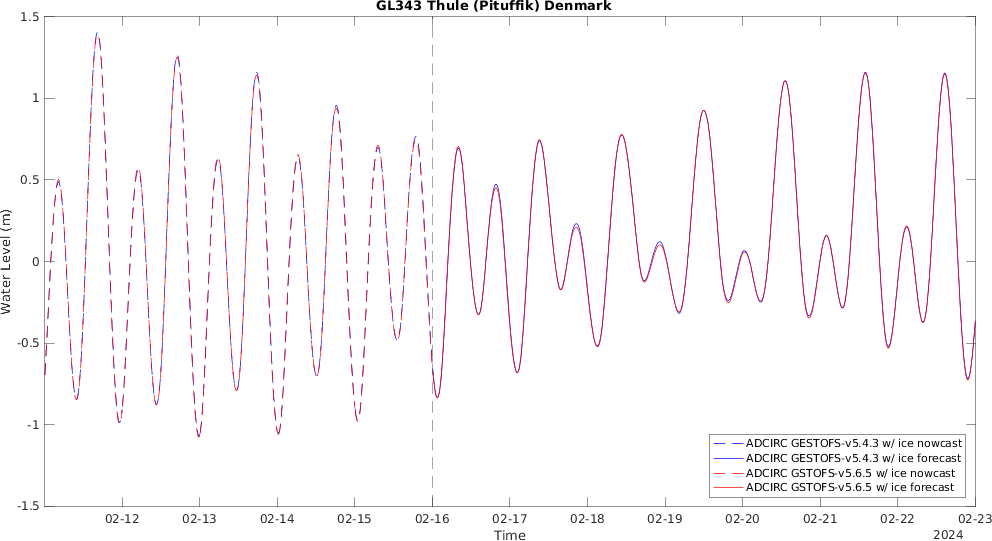 GL343 Thule (Pituffik) Denmark
1.5
1
0.5
0
-0.5
-1
-1.5
Water Level (m)
ADCIRC GESTOFS-v5.4.3 w/ ice nowcast
ADCIRC GESTOFS-v5.4.3 w/ ice forecast
ADCIRC GSTOFS-v5.6.5 w/ ice nowcast
ADCIRC GSTOFS-v5.6.5 w/ ice forecast
02-12 02-13 02-14 02-15 02-16 02-17 02-18 02-19 02-20 02-21 02-22 02-23
Time
2024